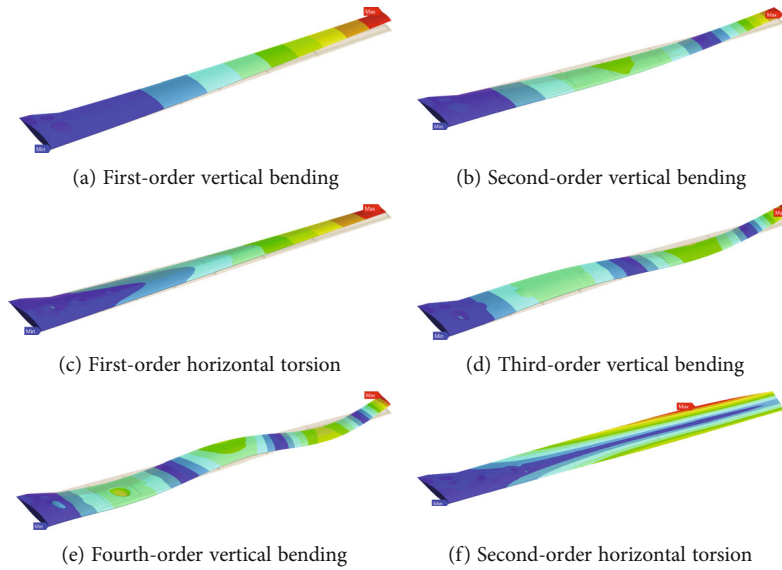 Max
Max
Min
Min
(a) First-order vertical bending
(b) Second-order vertical bending
Max
Max
Min
Min
(c) First-order horizontal torsion
(d) Third-order vertical bending
Max
Max
Min
Min
(e) Fourth-order vertical bending
(f) Second-order horizontal torsion